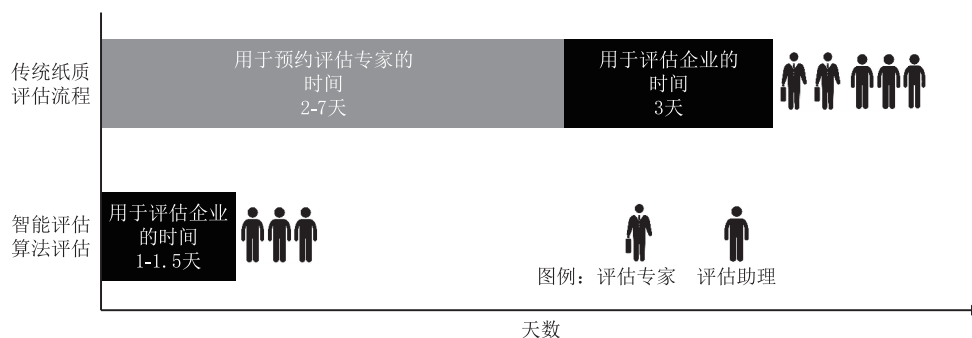 传统纸质
评估流程
用于预约评估专家的
时间
2-7天
用于评估企业的
时间
3天
智能评估
算法评估
用于评估企业
的时间
1-1.5天
图例：评估专家 评估助理
天数